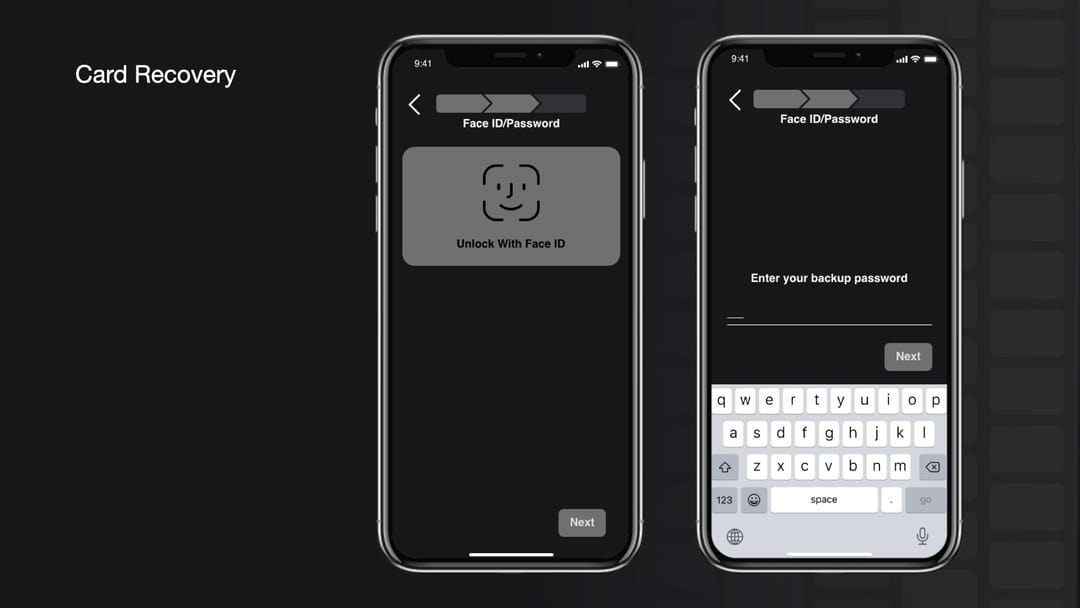 Card Recovery
9:41
Face ID/Password
Unlock With Face ID
Next
9:41
Face ID/Password
Enter your backup password
Next
q w e r t y u i o p
a s d f g h j k l
z x c v b n m
123 space . go